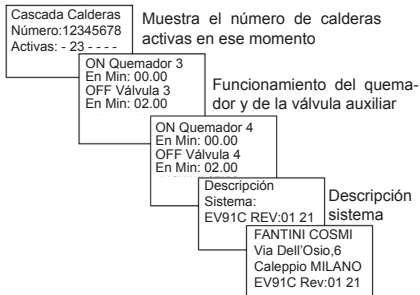 Cascada Calderas
Número:12345678
Activas: - 23 - - - -
Muestra el número de calderas
activas en ese momento
ON Quemador 3
En Min: 00.00
OFF Válvula 3
En Min: 02.00
Funcionamiento del quema-
dor y de la válvula auxiliar
ON Quemador 4
En Min: 00.00
OFF Válvula 4
En Min: 02.00
Descripción
Sistema:
EV91C REV:01 21
Descripción
sistema
FANTINI COSMI
Via Dell'Osio,6
Caleppio MILANO
EV91C Rev:01 21